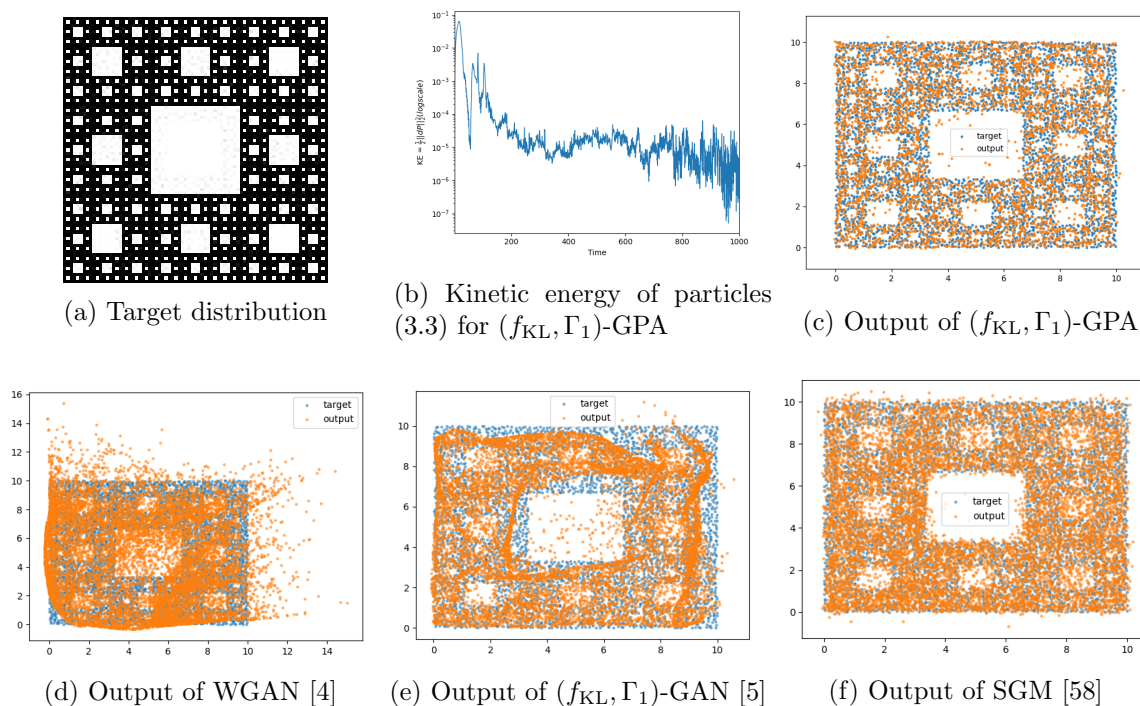 KE = ½||dP||²₂(logscale)
10⁻¹
10⁻²
10⁻³
10⁻⁴
10⁻⁵
10⁻⁶
10⁻⁷
200 400 600 800 1000
Time
10
8
6
4
2
0
target
output
0 2 4 6 8 10
(a) Target distribution
(b) Kinetic energy of particles
(3.3) for (f_KL, Γ₁)-GPA
(c) Output of (f_KL, Γ₁)-GPA
16
14
12
10
8
6
4
2
0
target
output
0 2 4 6 8 10 12 14
10
8
6
4
2
0
target
output
0 2 4 6 8 10
10
8
6
4
2
0
target
output
0 2 4 6 8 10
(d) Output of WGAN [4]
(e) Output of (f_KL, Γ₁)-GAN [5]
(f) Output of SGM [58]